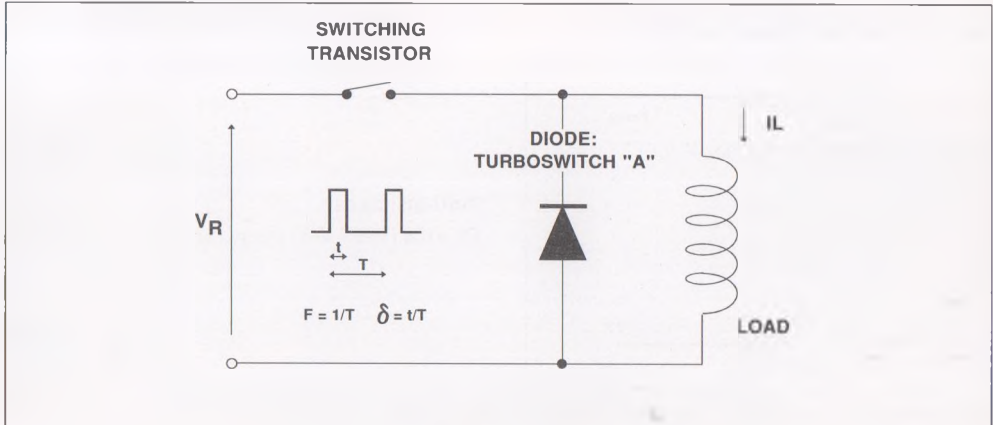 SWITCHING
TRANSISTOR
IL
DIODE:
TURBOSWITCH "A"
VR
t
T
F = 1/T δ = t/T
LOAD